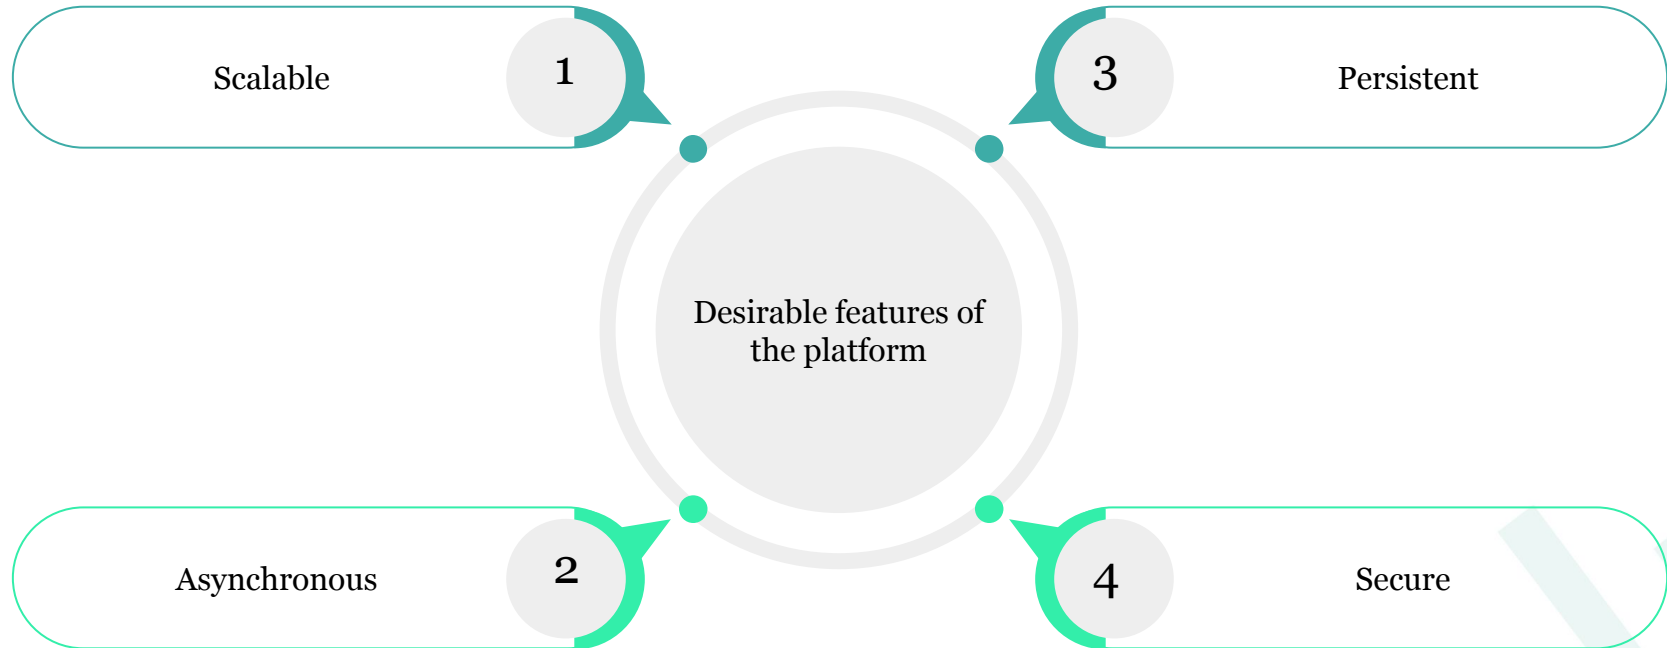 Scalable
1
3
Persistent
Desirable features of
the platform
Asynchronous
2
4
Secure